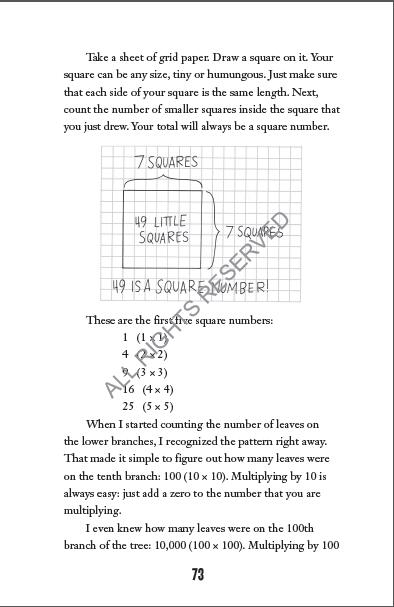 Take a sheet of grid paper. Draw a square on it. Your
square can be any size, tiny or humungous. Just make sure
that each side of your square is the same length. Next,
count the number of smaller squares inside the square that
you just drew. Your total will always be a square number.
7 SQUARES
49 LITTLE
SQUARES
7 SQUARES
49 IS A SQUARE NUMBER!
ALL RIGHTS RESERVED
These are the first five square numbers:
1 (1 × 1)
4 (2 × 2)
9 (3 × 3)
16 (4 × 4)
25 (5 × 5)
When I started counting the number of leaves on
the lower branches, I recognized the pattern right away.
That made it simple to figure out how many leaves were
on the tenth branch: 100 (10 × 10). Multiplying by 10 is
always easy: just add a zero to the number that you are
multiplying.
I even knew how many leaves were on the 100th
branch of the tree: 10,000 (100 × 100). Multiplying by 100
73